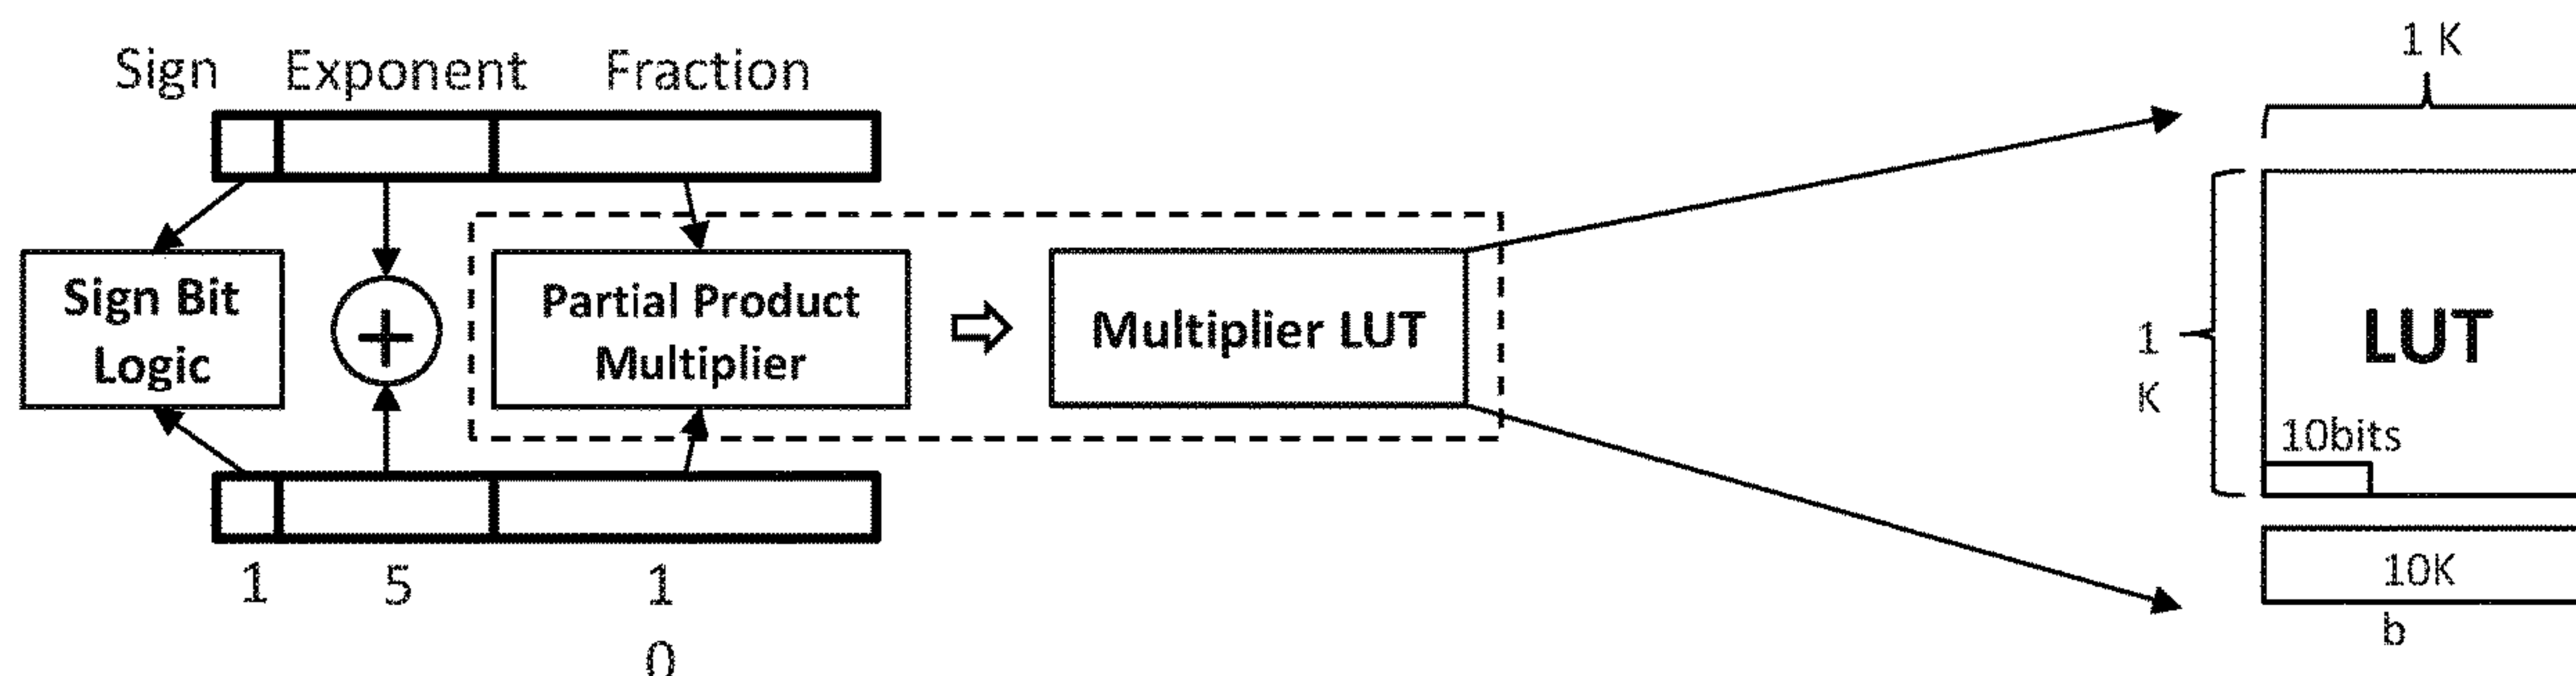 Sign Exponent Fraction
Sign Bit
Logic
+
Partial Product
Multiplier
Multiplier LUT
1 5 1
0
1 K
1
K
LUT
10bits
10K
b